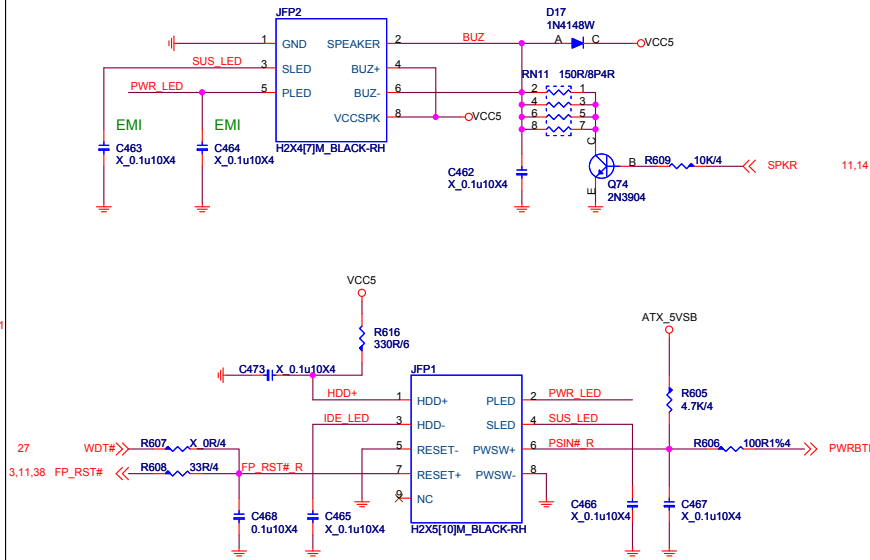 JFP2
D17
1N4148W
1 GND SPEAKER 2 BUZ A C VCC5
SUS_LED 3 SLED BUZ+ 4
PWR_LED 5 PLED BUZ- 6
VCCSPK 8 VCC5
H2X4[7]M_BLACK-RH
RN11 150R/8P4R
2 1
4 3
6 5
8 7
EMI EMI
C463
X_0.1u10X4
C464
X_0.1u10X4
C462
X_0.1u10X4
C
B R609 10K/4 SPKR 11,14
E Q74
2N3904
VCC5
R616
330R/6
ATX_5VSB
C473 X_0.1u10X4
JFP1
R605
4.7K/4
HDD+ 1 HDD+ PLED 2 PWR_LED
IDE_LED 3 HDD- SLED 4 SUS_LED
27 WDT# R607 X_0R/4 5 RESET- PWSW+ 6 PSIN#_R R606 100R1%4
3,11,38 FP_RST# R608 33R/4 FP_RST#_R 7 RESET+ PWSW- 8
9 NC
C468
0.1u10X4
C465
X_0.1u10X4
H2X5[10]M_BLACK-RH
C466
X_0.1u10X4
C467
X_0.1u10X4